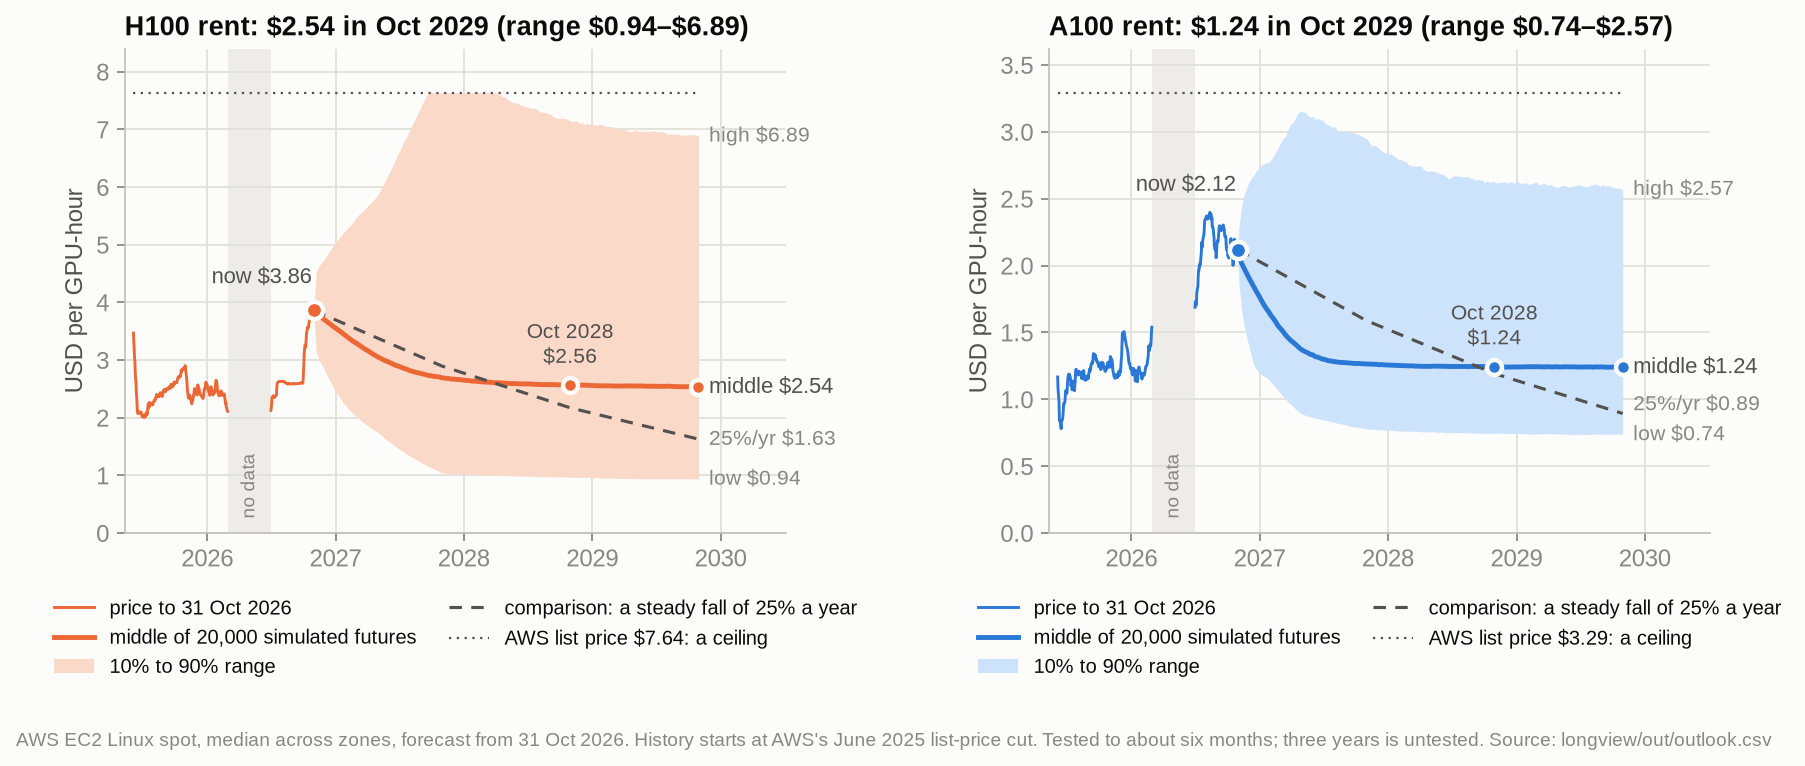 H100 rent: $2.54 in Oct 2029 (range $0.94–$6.89)
USD per GPU-hour
8
7
6
5
4
3
2
1
0
2026
2027
2028
2029
2030
no data
now $3.86
Oct 2028
$2.56
high $6.89
middle $2.54
25%/yr $1.63
low $0.94
price to 31 Oct 2026
middle of 20,000 simulated futures
10% to 90% range
comparison: a steady fall of 25% a year
AWS list price $7.64: a ceiling
A100 rent: $1.24 in Oct 2029 (range $0.74–$2.57)
USD per GPU-hour
3.5
3.0
2.5
2.0
1.5
1.0
0.5
0.0
2026
2027
2028
2029
2030
no data
now $2.12
Oct 2028
$1.24
high $2.57
middle $1.24
25%/yr $0.89
low $0.74
price to 31 Oct 2026
middle of 20,000 simulated futures
10% to 90% range
comparison: a steady fall of 25% a year
AWS list price $3.29: a ceiling
AWS EC2 Linux spot, median across zones, forecast from 31 Oct 2026. History starts at AWS's June 2025 list-price cut. Tested to about six months; three years is untested. Source: longview/out/outlook.csv